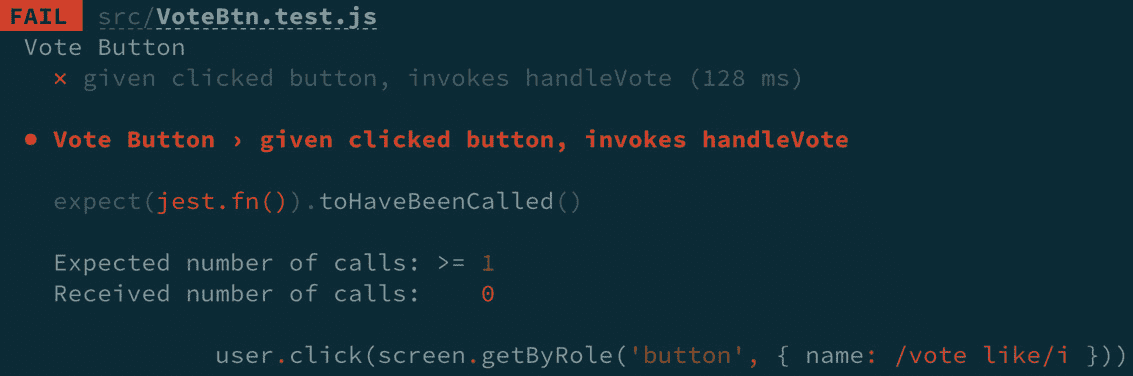 FAIL src/VoteBtn.test.js
Vote Button
× given clicked button, invokes handleVote (128 ms)
● Vote Button › given clicked button, invokes handleVote
expect(jest.fn()).toHaveBeenCalled()
Expected number of calls: >= 1
Received number of calls: 0
user.click(screen.getByRole('button', { name: /vote like/i }))